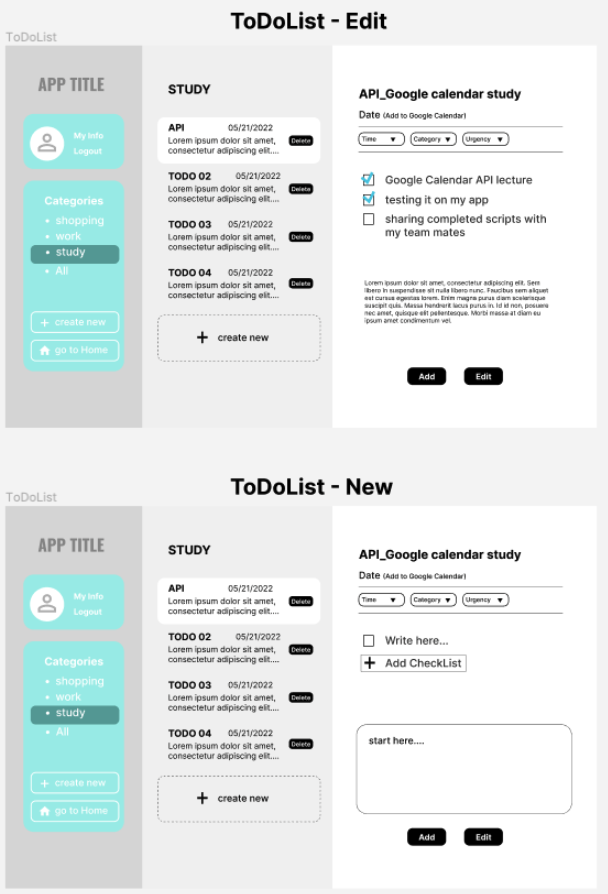 ToDoList - Edit
ToDoList
APP TITLE
My Info
Logout
Categories
• shopping
• work
• study
• All
+ create new
go to Home
STUDY
API 05/21/2022
Lorem ipsum dolor sit amet,
consectetur adipiscing elit....
Delete
TODO 02 05/21/2022
Lorem ipsum dolor sit amet,
consectetur adipiscing elit....
Delete
TODO 03 05/21/2022
Lorem ipsum dolor sit amet,
consectetur adipiscing elit....
Delete
TODO 04 05/21/2022
Lorem ipsum dolor sit amet,
consectetur adipiscing elit....
Delete
+ create new
API_Google calendar study
Date (Add to Google Calendar)
Time ▼ Category ▼ Urgency ▼
Google Calendar API lecture
testing it on my app
sharing completed scripts with
my team mates
Lorem ipsum dolor sit amet, consectetur adipiscing elit. Sem
libero in suspendisse sit nulla libero nunc. Faucibus sem aliquet
est cursus egestas lorem. Enim magna purus diam scelerisque
suscipit quis. Massa hendrerit lacus purus in. Id id non, posuere
nec amet, quisque elit pellentesque. Morbi massa at diam eu
ipsum amet condimentum vel.
Add Edit
ToDoList - New
ToDoList
APP TITLE
My Info
Logout
Categories
• shopping
• work
• study
• All
+ create new
go to Home
STUDY
API 05/21/2022
Lorem ipsum dolor sit amet,
consectetur adipiscing elit....
Delete
TODO 02 05/21/2022
Lorem ipsum dolor sit amet,
consectetur adipiscing elit....
Delete
TODO 03 05/21/2022
Lorem ipsum dolor sit amet,
consectetur adipiscing elit....
Delete
TODO 04 05/21/2022
Lorem ipsum dolor sit amet,
consectetur adipiscing elit....
Delete
+ create new
API_Google calendar study
Date (Add to Google Calendar)
Time ▼ Category ▼ Urgency ▼
Write here...
+ Add CheckList
start here....
Add Edit